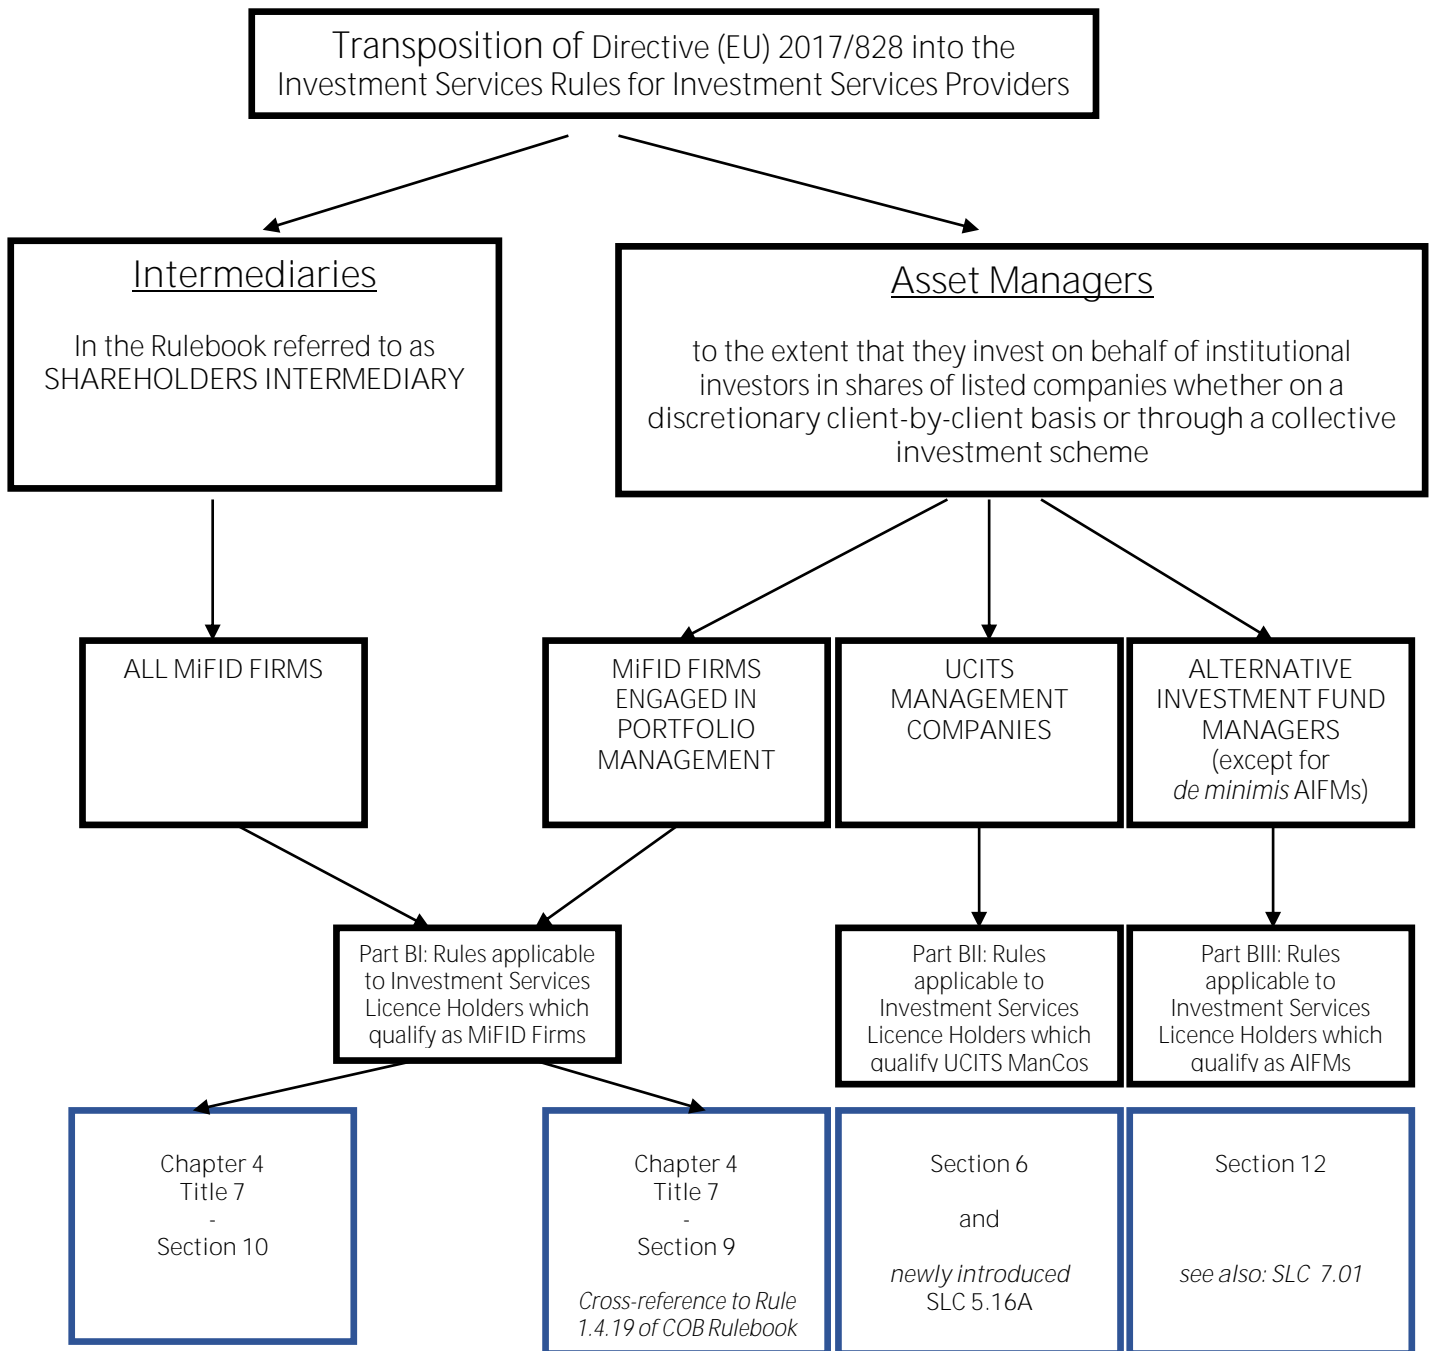 Transposition of Directive (EU) 2017/828 into the
Investment Services Rules for Investment Services Providers
Intermediaries
In the Rulebook referred to as
SHAREHOLDERS INTERMEDIARY
Asset Managers
to the extent that they invest on behalf of institutional
investors in shares of listed companies whether on a
discretionary client-by-client basis or through a collective
investment scheme
ALL MiFID FIRMS
MiFID FIRMS
ENGAGED IN
PORTFOLIO
MANAGEMENT
UCITS
MANAGEMENT
COMPANIES
ALTERNATIVE
INVESTMENT FUND
MANAGERS
(except for
de minimis AIFMs)
Part BI: Rules applicable
to Investment Services
Licence Holders which
qualify as MiFID Firms
Part BII: Rules
applicable to
Investment Services
Licence Holders which
qualify UCITS ManCos
Part BIII: Rules
applicable to
Investment Services
Licence Holders which
qualify as AIFMs
Chapter 4
Title 7
-
Section 10
Chapter 4
Title 7
-
Section 9
Cross-reference to Rule
1.4.19 of COB Rulebook
Section 6
and
newly introduced
SLC 5.16A
Section 12
see also: SLC 7.01